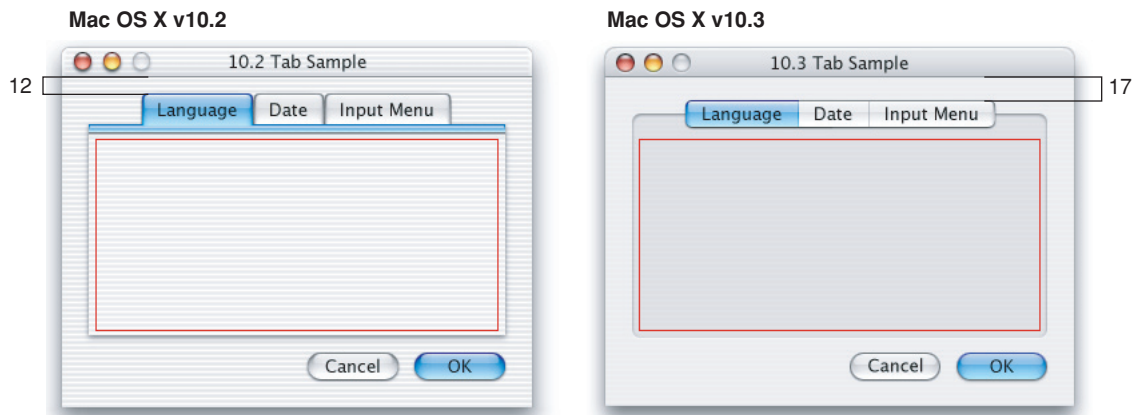 Mac OS X v10.2
Mac OS X v10.3
10.2 Tab Sample
12
Language Date Input Menu
Cancel OK
10.3 Tab Sample
17
Language Date Input Menu
Cancel OK